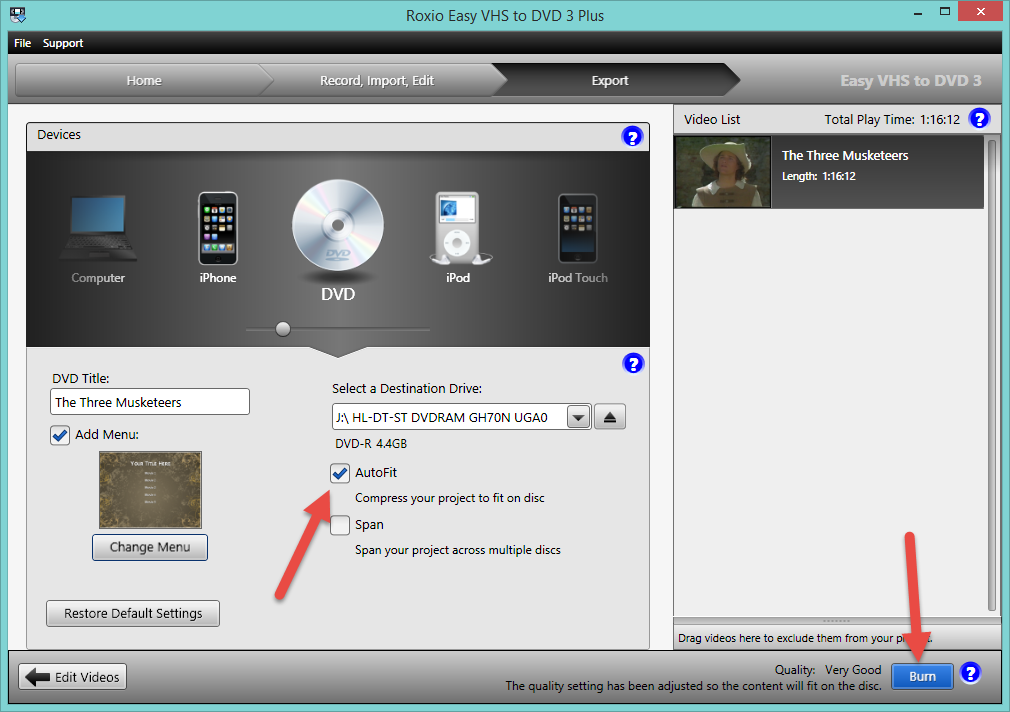 Roxio Easy VHS to DVD 3 Plus
File Support
Home
Record, Import, Edit
Export
Easy VHS to DVD 3
Devices
Computer
iPhone
DVD
DVD
iPod
iPod Touch
DVD Title:
The Three Musketeers
Add Menu:
YOUR TITLE HERE
Change Menu
Restore Default Settings
Select a Destination Drive:
J:\ HL-DT-ST DVDRAM GH70N UGA0
DVD-R 4.4GB
AutoFit
Compress your project to fit on disc
Span
Span your project across multiple discs
Video List
Total Play Time: 1:16:12
The Three Musketeers
Length: 1:16:12
Drag videos here to exclude them from your
Edit Videos
Quality: Very Good
The quality setting has been adjusted so the content will fit on the disc.
Burn